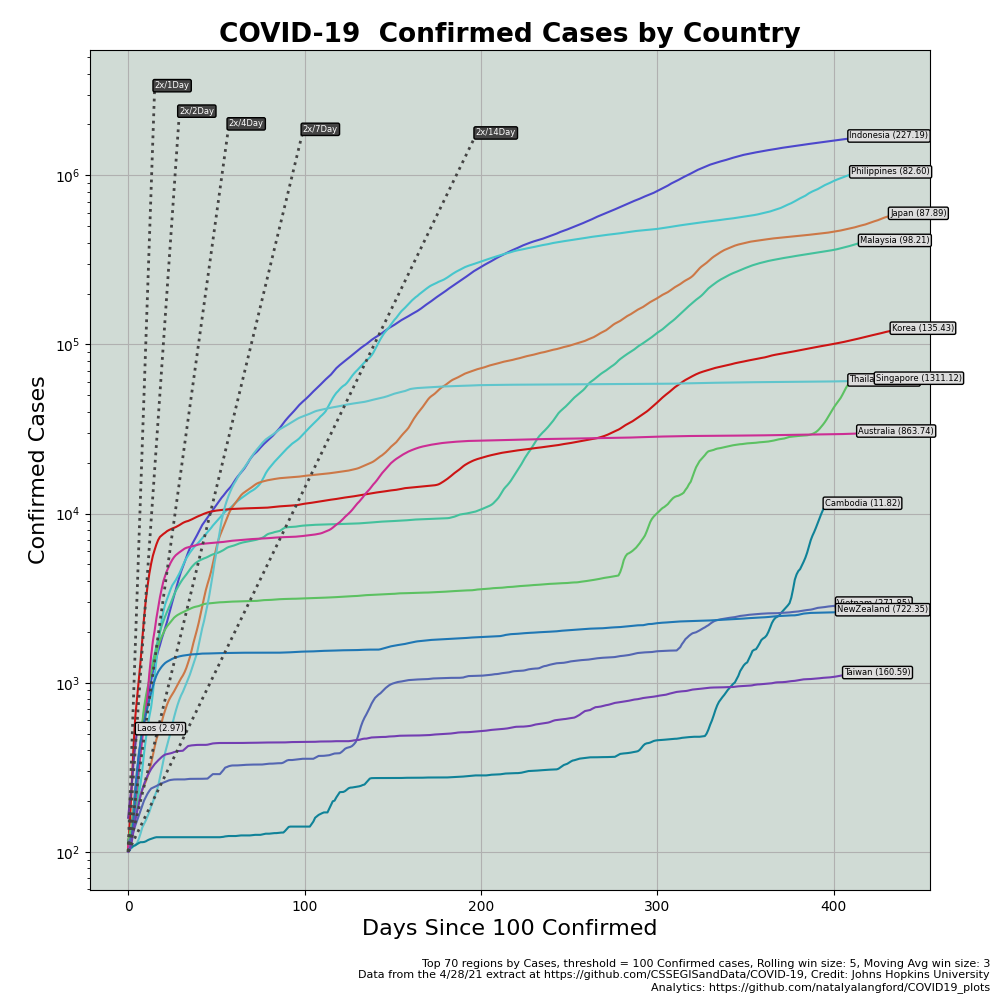 COVID-19 Confirmed Cases by Country
2x/1Day
2x/2Day
2x/4Day
2x/7Day
2x/14Day
Indonesia (227.19)
Philippines (82.60)
Japan (87.89)
Malaysia (98.21)
Korea (135.43)
Singapore (1311.12)
Australia (863.74)
Cambodia (11.82)
Vietnam (271.85)
NewZealand (722.35)
Taiwan (160.59)
Laos (2.97)
Confirmed Cases
10^6
10^5
10^4
10^3
10^2
0 100 200 300 400
Days Since 100 Confirmed
Top 70 regions by Cases, threshold = 100 Confirmed cases, Rolling win size: 5, Moving Avg win size: 3
Data from the 4/28/21 extract at https://github.com/CSSEGISandData/COVID-19, Credit: Johns Hopkins University
Analytics: https://github.com/natalyalangford/COVID19_plots